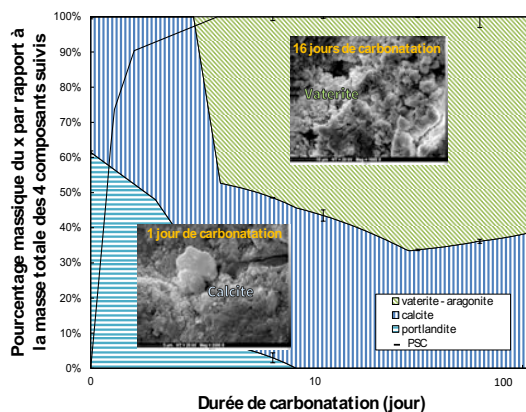 Pourcentage massique du x par rapport à
la masse totale des 4 composants suivis
100%
90%
80%
70%
60%
50%
40%
30%
20%
10%
0%
16 jours de carbonatation
Vaterite
1 jour de carbonatation
Calcite
vaterite - aragonite
calcite
portlandite
PSC
0
10
100
Durée de carbonatation (jour)